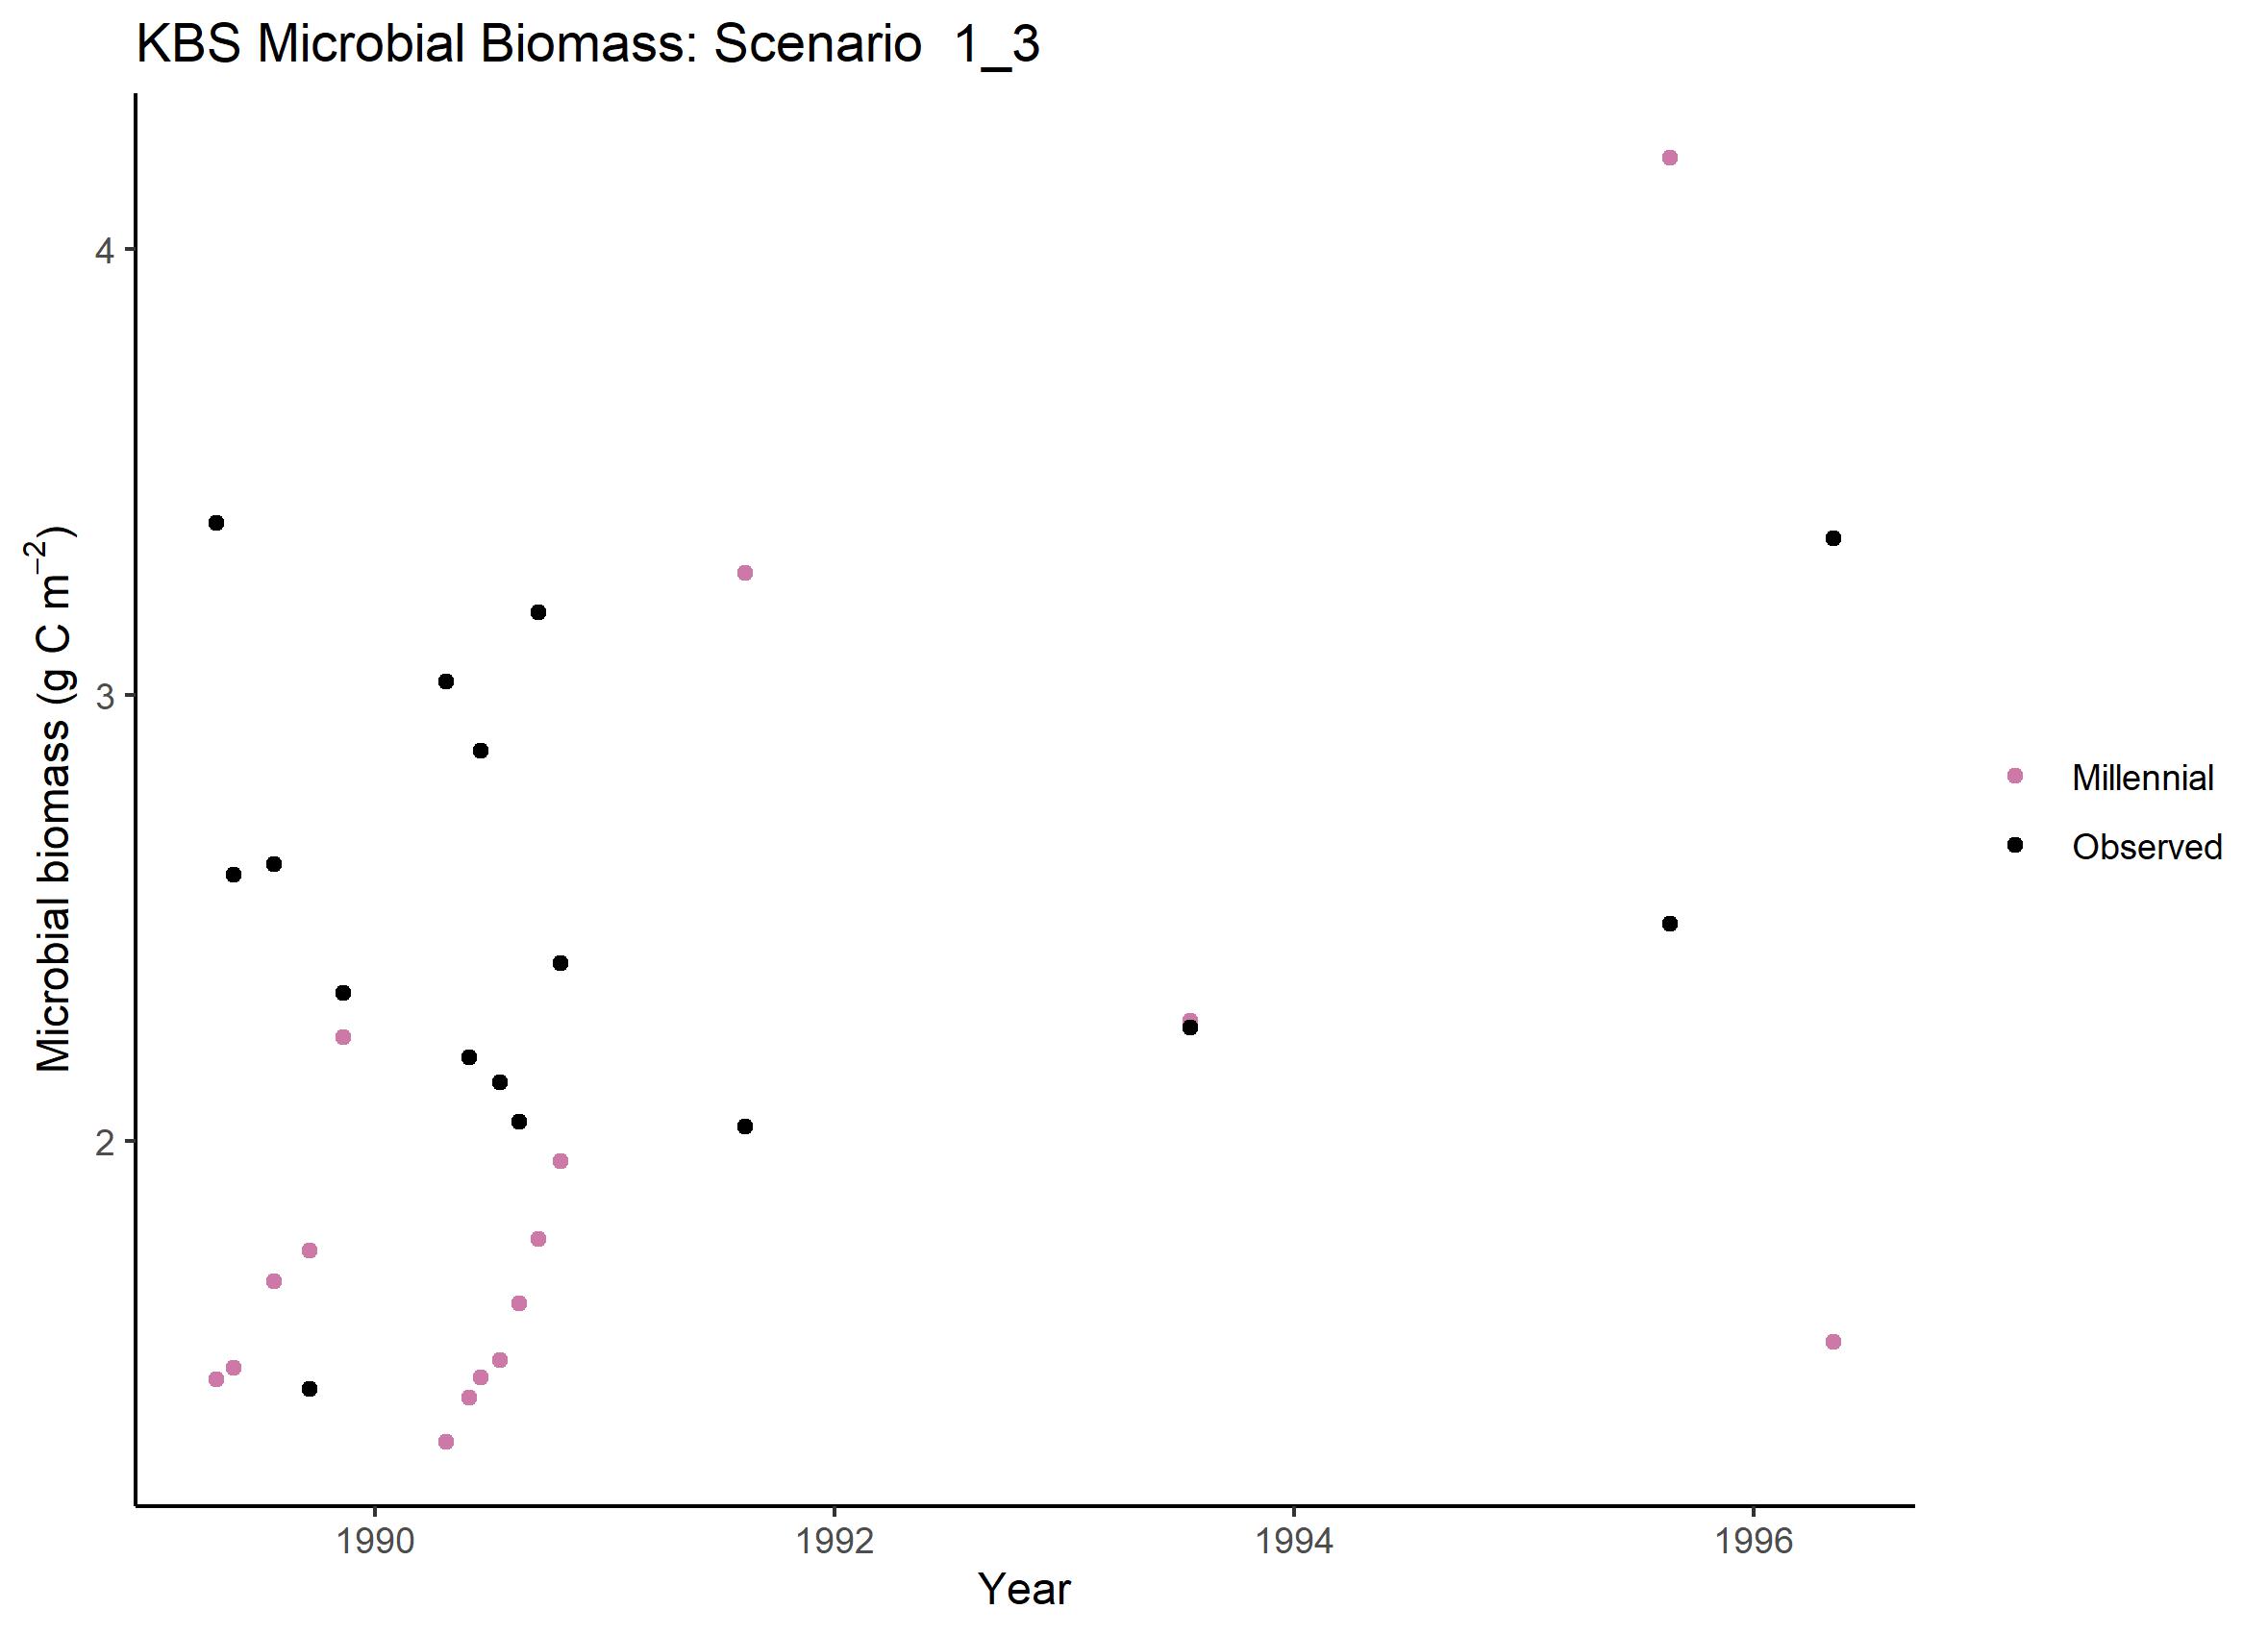 KBS Microbial Biomass: Scenario  1_3
Microbial biomass (g C m⁻²)
4
3
2
1990
1992
1994
1996
Year
Millennial
Observed